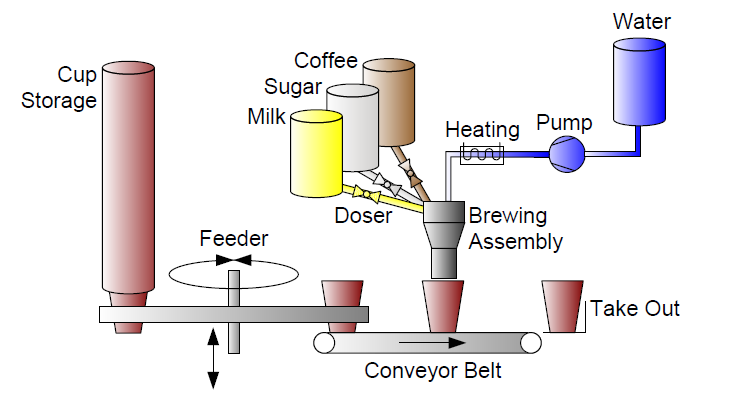 Water
Coffee
Cup
Storage
Sugar
Milk
Heating
Pump
Doser
Brewing
Assembly
Feeder
Take Out
Conveyor Belt